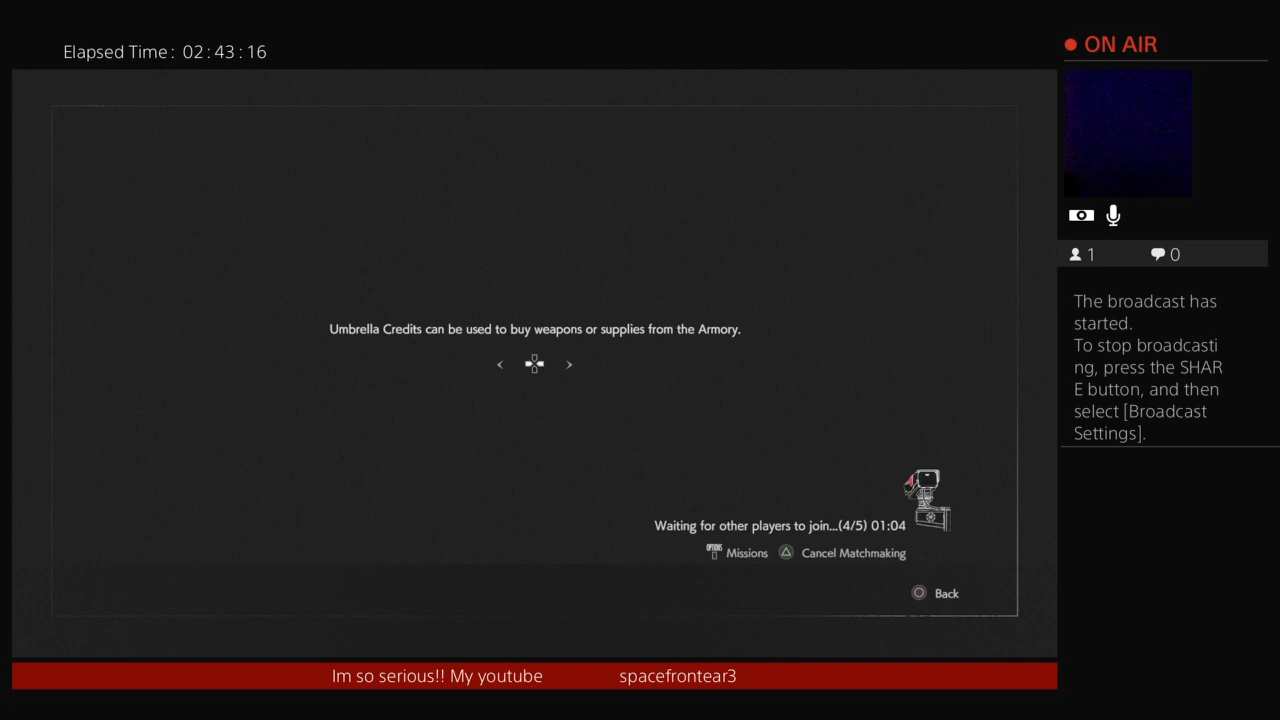 Elapsed Time: 02:43:16
ON AIR
1 0
The broadcast has
started.
To stop broadcasti
ng, press the SHAR
E button, and then
select [Broadcast
Settings].
Umbrella Credits can be used to buy weapons or supplies from the Armory.
Waiting for other players to join...(4/5) 01:04
OPTIONS Missions Cancel Matchmaking
Back
Im so serious!! My youtube spacefrontear3